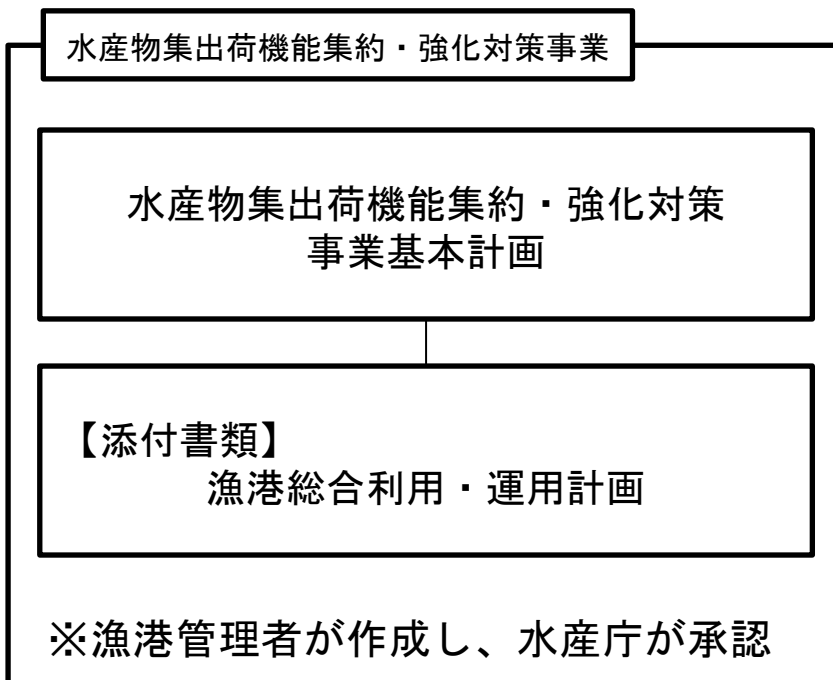 水産物集出荷機能集約・強化対策事業
水産物集出荷機能集約・強化対策
事業基本計画
【添付書類】
漁港総合利用・運用計画
※漁港管理者が作成し、水産庁が承認